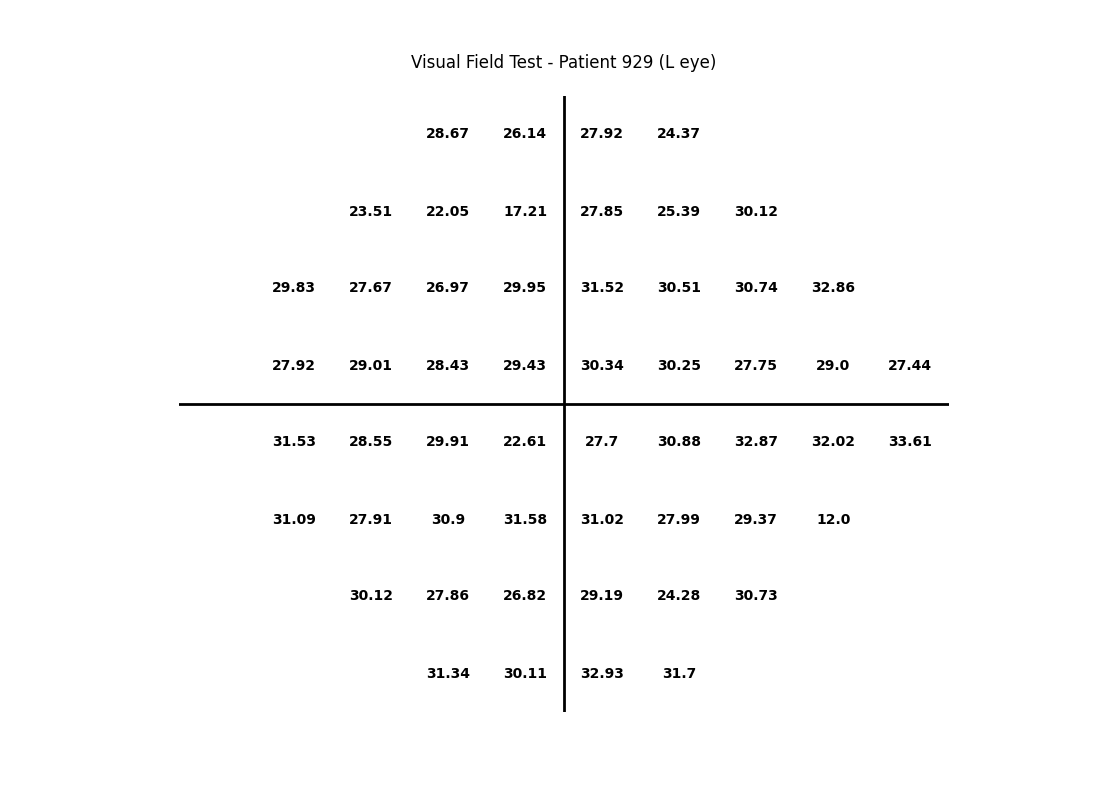 Visual Field Test - Patient 929 (L eye)
28.67 26.14 27.92 24.37
23.51 22.05 17.21 27.85 25.39 30.12
29.83 27.67 26.97 29.95 31.52 30.51 30.74 32.86
27.92 29.01 28.43 29.43 30.34 30.25 27.75 29.0 27.44
31.53 28.55 29.91 22.61 27.7 30.88 32.87 32.02 33.61
31.09 27.91 30.9 31.58 31.02 27.99 29.37 12.0
30.12 27.86 26.82 29.19 24.28 30.73
31.34 30.11 32.93 31.7